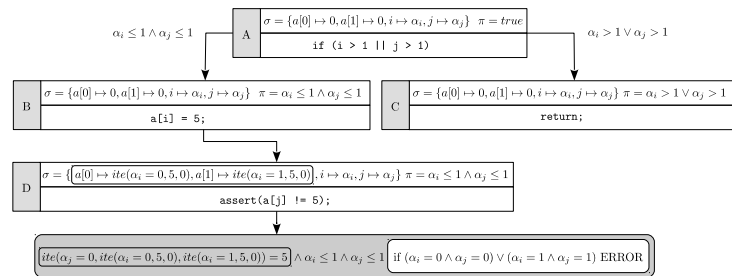 α_i ≤ 1 ∧ α_j ≤ 1
A
σ = {a[0] ↦ 0, a[1] ↦ 0, i ↦ α_i, j ↦ α_j} π = true
if (i > 1 || j > 1)
α_i > 1 ∨ α_j > 1
B
σ = {a[0] ↦ 0, a[1] ↦ 0, i ↦ α_i, j ↦ α_j} π = α_i ≤ 1 ∧ α_j ≤ 1
a[i] = 5;
C
σ = {a[0] ↦ 0, a[1] ↦ 0, i ↦ α_i, j ↦ α_j} π = α_i > 1 ∨ α_j > 1
return;
D
σ = {a[0] ↦ ite(α_i = 0, 5, 0), a[1] ↦ ite(α_i = 1, 5, 0), i ↦ α_i, j ↦ α_j} π = α_i ≤ 1 ∧ α_j ≤ 1
assert(a[j] != 5);
ite(α_j = 0, ite(α_i = 0, 5, 0), ite(α_i = 1, 5, 0)) = 5 ∧ α_i ≤ 1 ∧ α_j ≤ 1 if (α_i = 0 ∧ α_j = 0) ∨ (α_i = 1 ∧ α_j = 1) ERROR